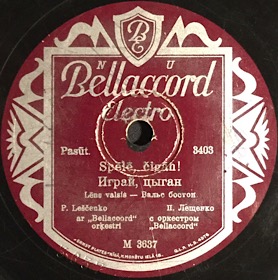 N U
Bellaccord
Electro
Pasūt. 3403
Spēlē, čigān!
Играй, цыган
Lēns valsis — Вальс бостон
P. Leščenko П. Лещенко
ar „Bellaccord" с оркестром
orķestri „Bellaccord"
M 3637